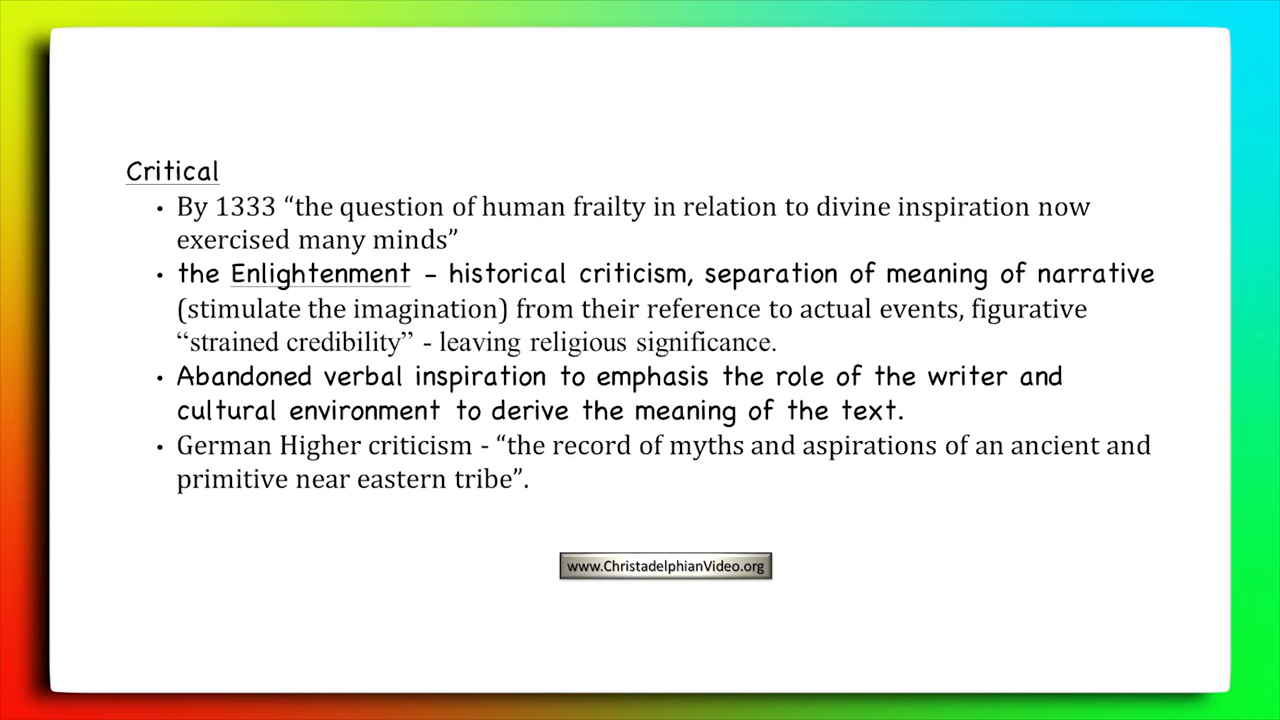 Critical
• By 1333 “the question of human frailty in relation to divine inspiration now
exercised many minds”
• the Enlightenment – historical criticism, separation of meaning of narrative
(stimulate the imagination) from their reference to actual events, figurative
“strained credibility” - leaving religious significance.
• Abandoned verbal inspiration to emphasis the role of the writer and
cultural environment to derive the meaning of the text.
• German Higher criticism - “the record of myths and aspirations of an ancient and
primitive near eastern tribe”.
www.ChristadelphianVideo.org